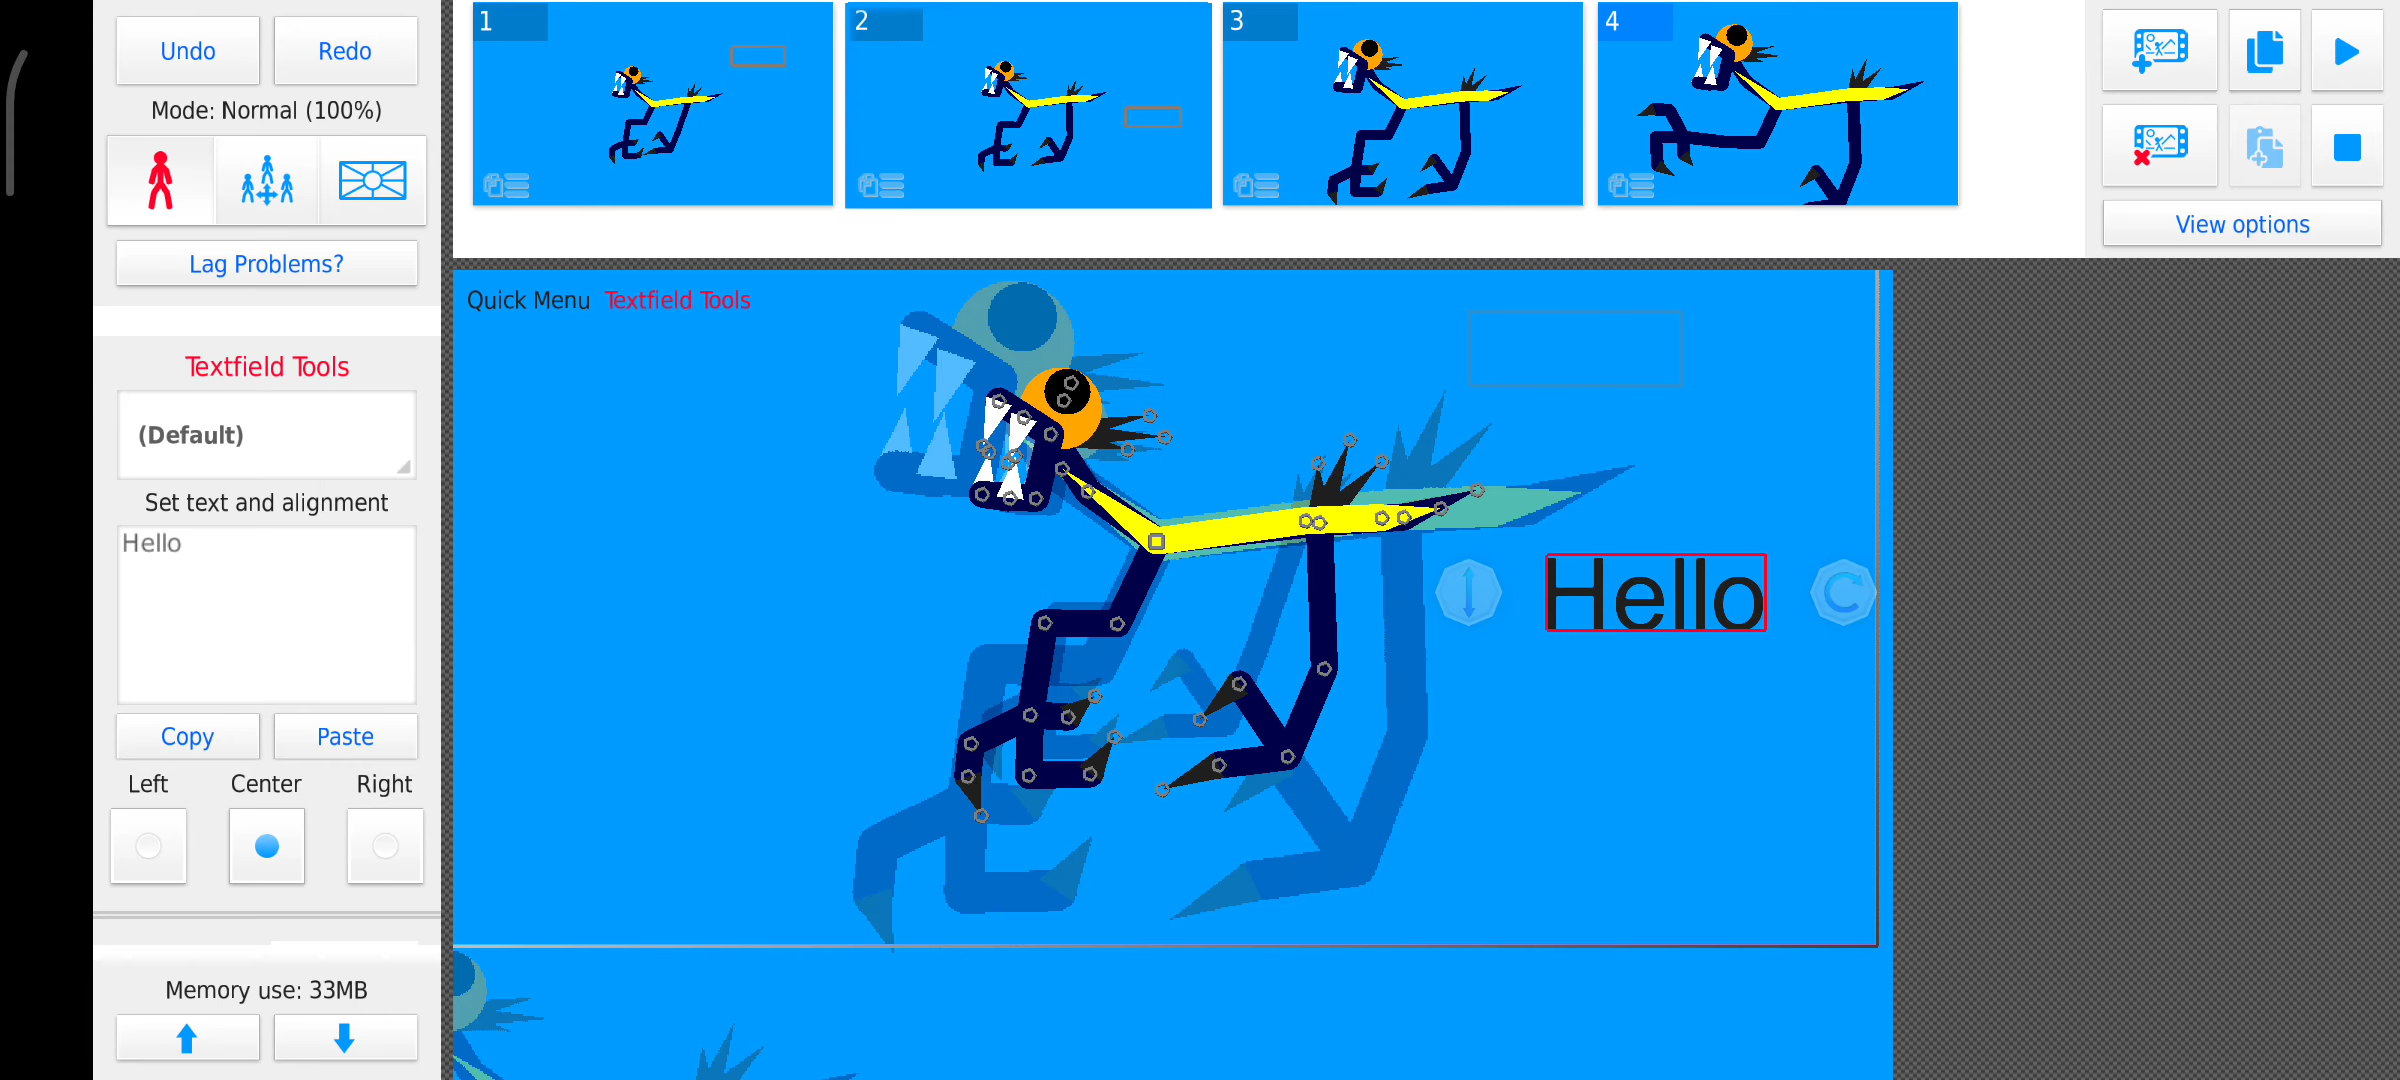 Undo
Redo
Mode: Normal (100%)
Lag Problems?
Textfield Tools
(Default)
Set text and alignment
Hello
Copy
Paste
Left
Center
Right
Memory use: 33MB
1
2
3
4
View options
Quick Menu
Textfield Tools
Hello